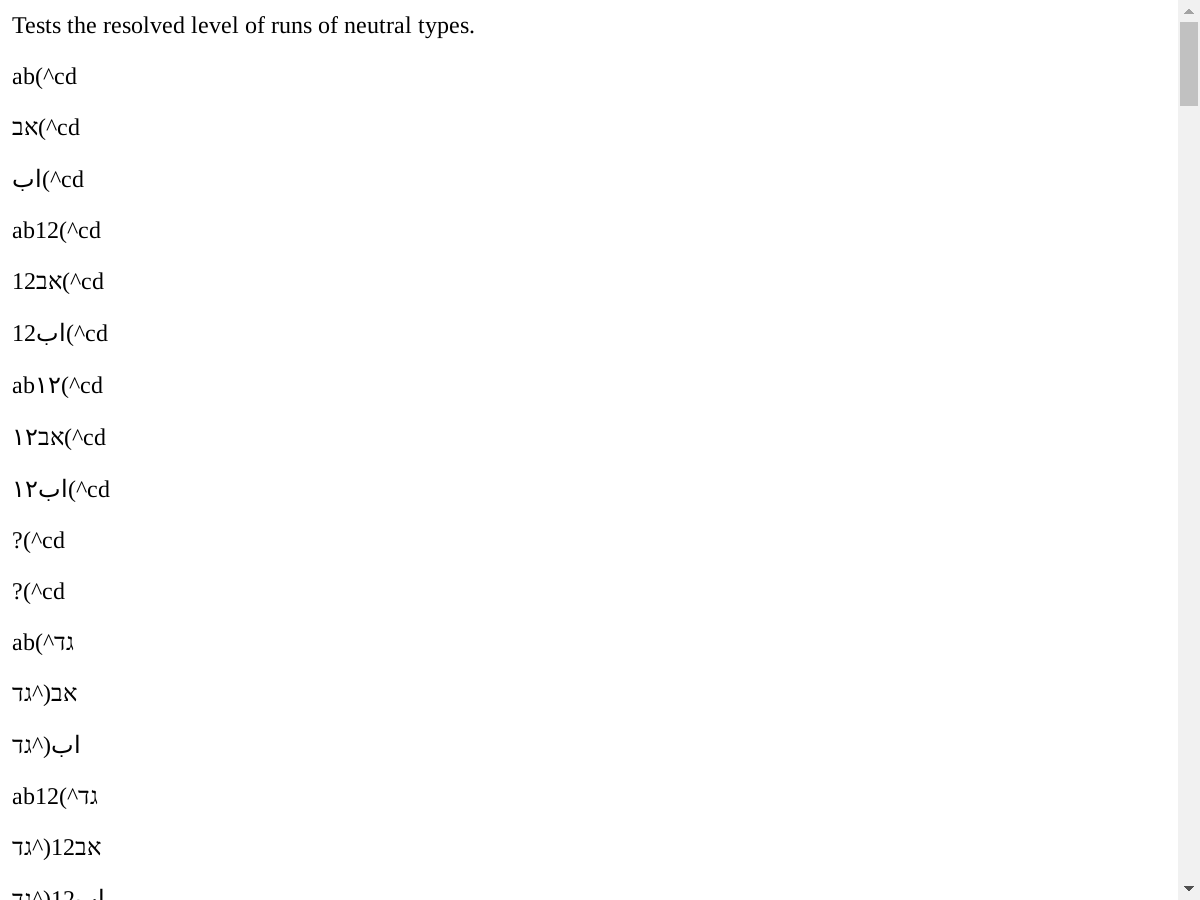 Tests the resolved level of runs of neutral types.
ab(^cd
אב(^cd
اب(^cd
ab12(^cd
אב12(^cd
اب12(^cd
ab١٢(^cd
אב١٢(^cd
اب١٢(^cd
?(^cd
?(^cd
ab(^גד
אב(^גד
اب(^גד
ab12(^גד
אב12(^גד
اب12(^גד